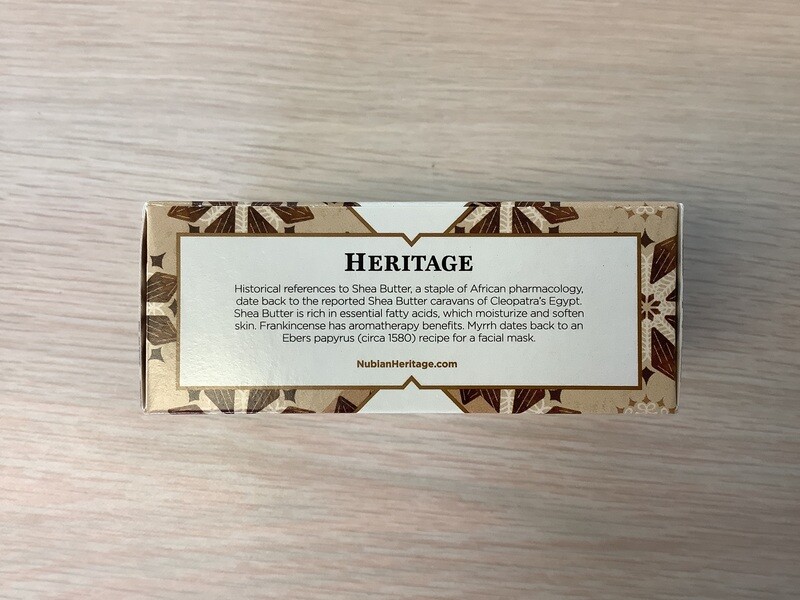 HERITAGE
Historical references to Shea Butter, a staple of African pharmacology,
date back to the reported Shea Butter caravans of Cleopatra's Egypt.
Shea Butter is rich in essential fatty acids, which moisturize and soften
skin. Frankincense has aromatherapy benefits. Myrrh dates back to an
Ebers papyrus (circa 1580) recipe for a facial mask.
NubianHeritage.com